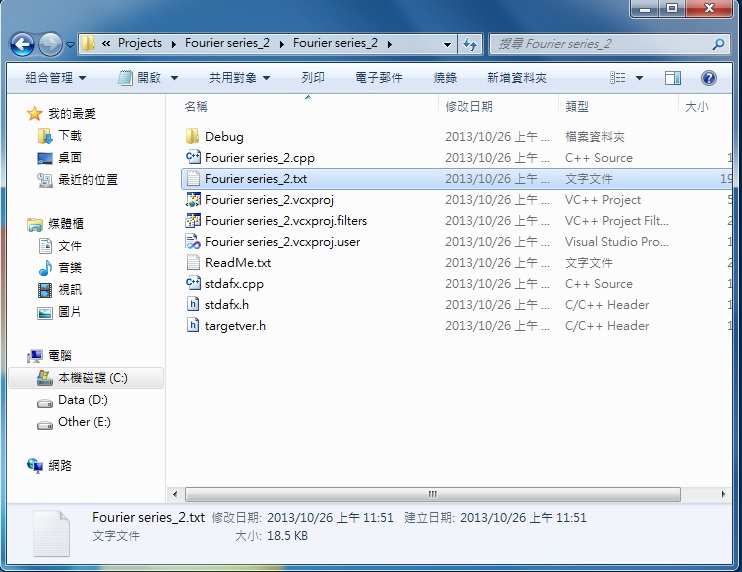 « Projects ▸ Fourier series_2 ▸ Fourier series_2 ▸
搜尋 Fourier series_2
組合管理 開啟 共用對象 列印 電子郵件 燒錄 新增資料夾
名稱 修改日期 類型 大小
我的最愛
下載
桌面
最近的位置
媒體櫃
文件
音樂
視訊
圖片
電腦
本機磁碟 (C:)
Data (D:)
Other (E:)
網路
Debug 2013/10/26 上午 ... 檔案資料夾
Fourier series_2.cpp 2013/10/26 上午 ... C++ Source 1
Fourier series_2.txt 2013/10/26 上午 ... 文字文件 19
Fourier series_2.vcxproj 2013/10/26 上午 ... VC++ Project 5
Fourier series_2.vcxproj.filters 2013/10/26 上午 ... VC++ Project Filt... 2
Fourier series_2.vcxproj.user 2013/10/26 上午 ... Visual Studio Pro... 1
ReadMe.txt 2013/10/26 上午 ... 文字文件 2
stdafx.cpp 2013/10/26 上午 ... C++ Source 1
stdafx.h 2013/10/26 上午 ... C/C++ Header 1
targetver.h 2013/10/26 上午 ... C/C++ Header 1
Fourier series_2.txt 修改日期: 2013/10/26 上午 11:51 建立日期: 2013/10/26 上午 11:51
文字文件 大小: 18.5 KB